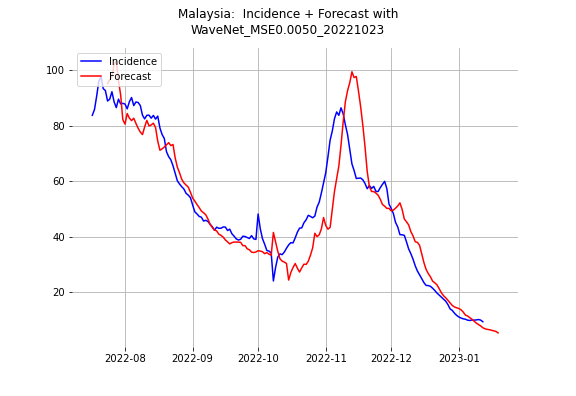 Malaysia: Incidence + Forecast with
WaveNet_MSE0.0050_20221023
Incidence
Forecast
100
80
60
40
20
2022-08
2022-09
2022-10
2022-11
2022-12
2023-01